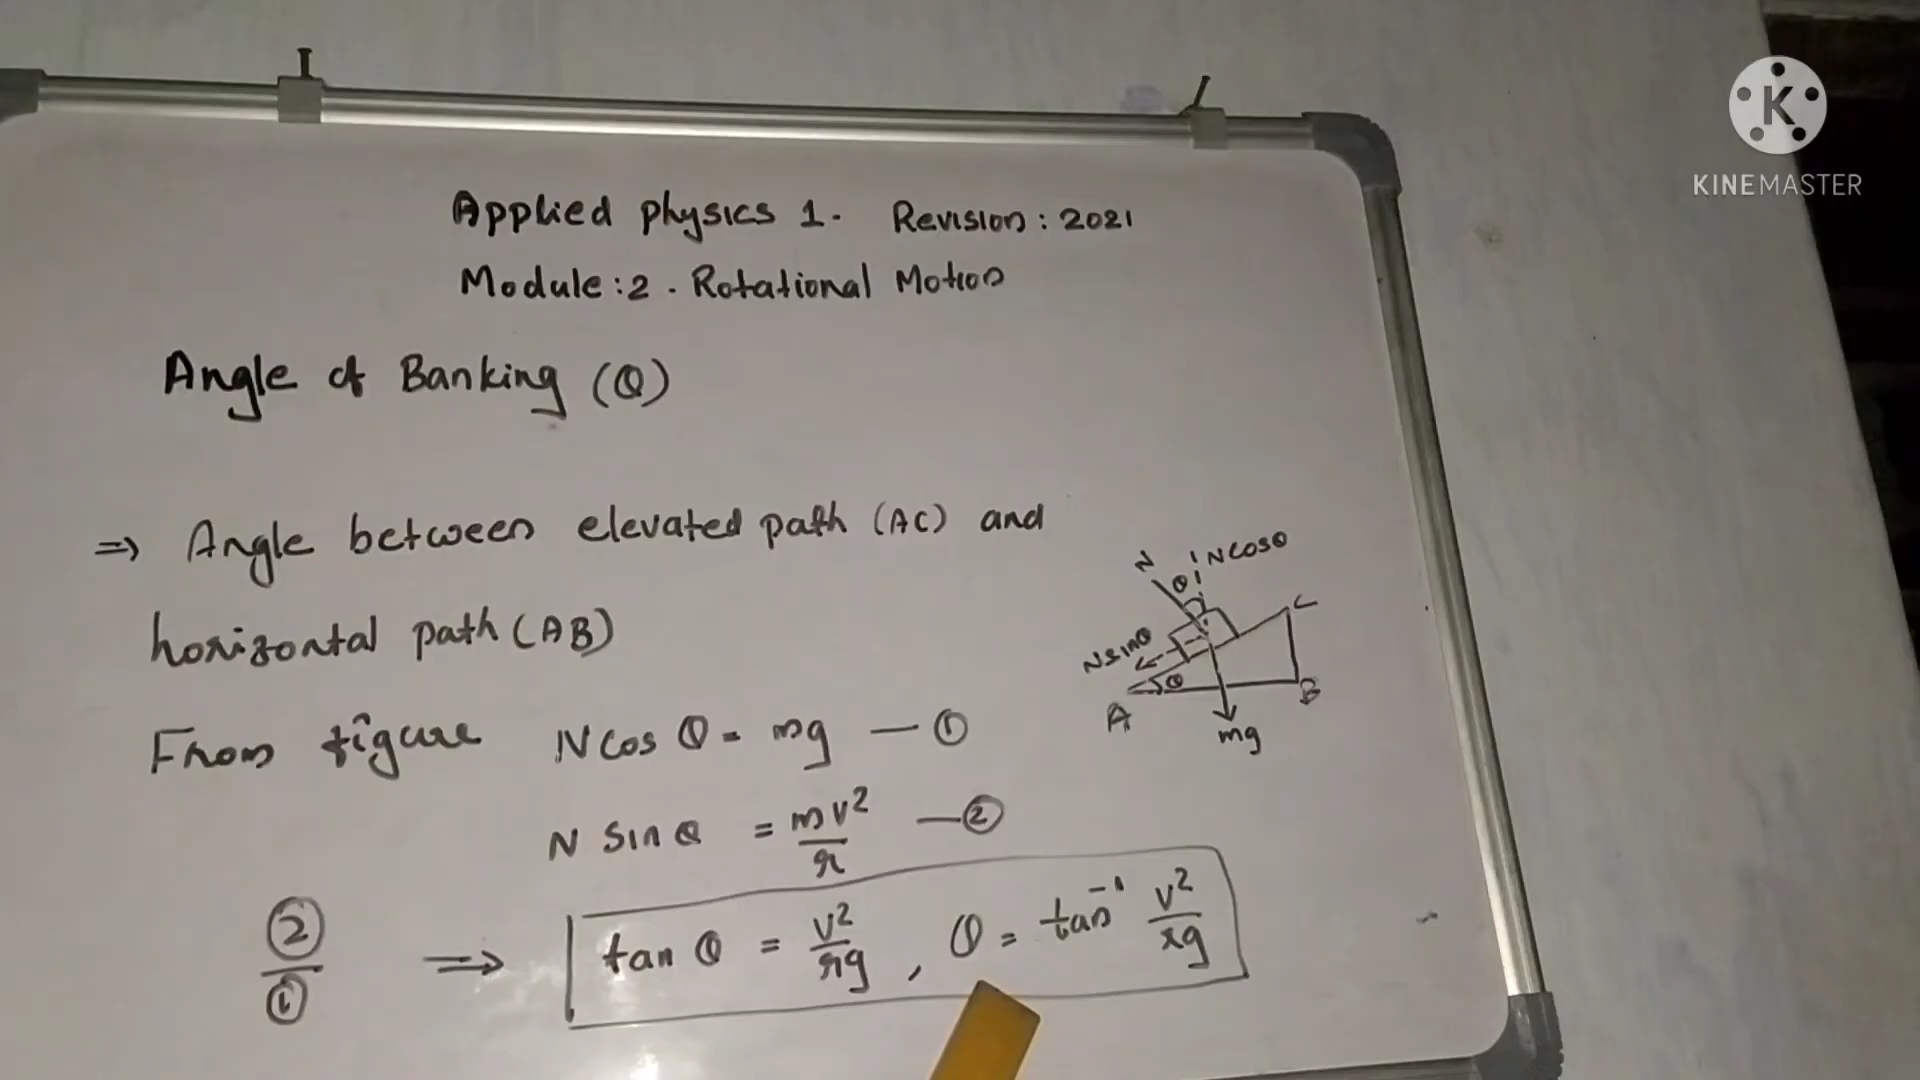 KINEMASTER
Applied physics 1. Revision: 2021
Module:2. Rotational Motion
Angle of Banking (θ)
⇒ Angle between elevated path (AC) and
horizontal path (AB)
N θ N cosθ
N sinθ C
A θ B
mg
From figure N cos θ = mg — ①
N sin θ = mv²/r — ②
②/① ⇒ tan θ = v²/rg , θ = tan⁻¹ v²/rg